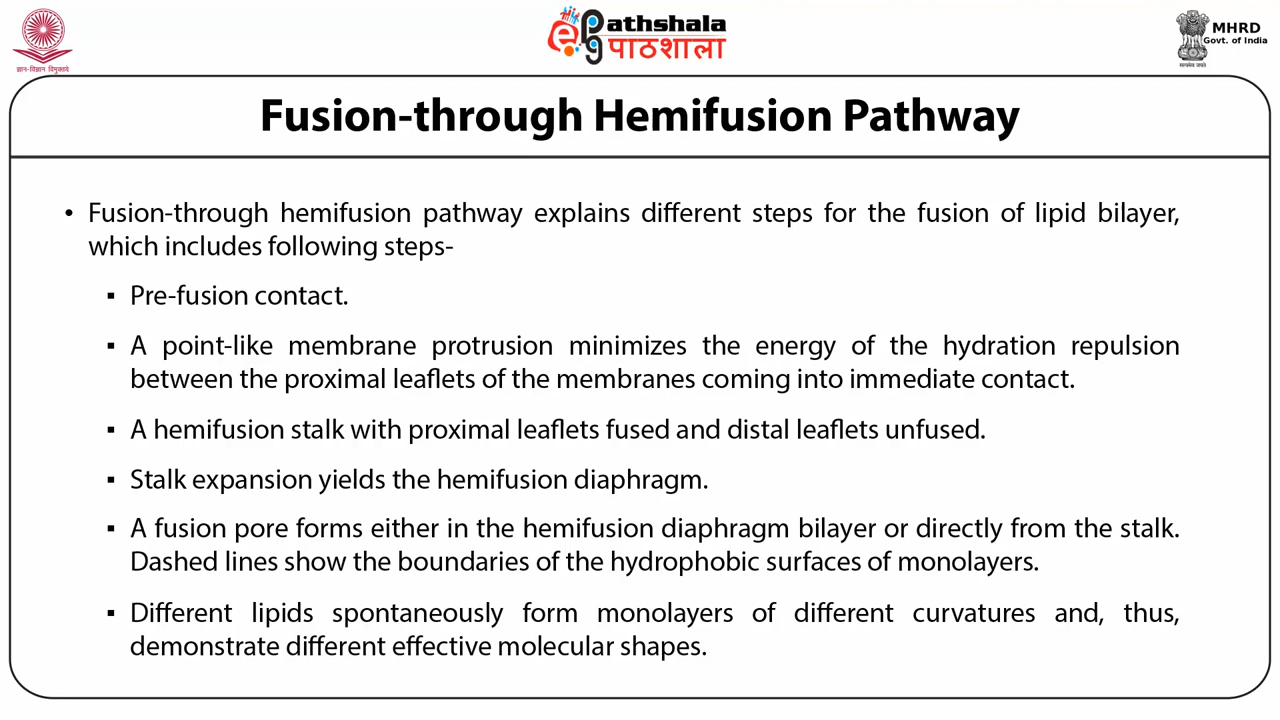 ज्ञान-विज्ञान विमुक्तये
ePathshala
पाठशाला
MHRD
Govt. of India
सत्यमेव जयते
Fusion-through Hemifusion Pathway
• Fusion-through hemifusion pathway explains different steps for the fusion of lipid bilayer,
which includes following steps-
▪ Pre-fusion contact.
▪ A point-like membrane protrusion minimizes the energy of the hydration repulsion
between the proximal leaflets of the membranes coming into immediate contact.
▪ A hemifusion stalk with proximal leaflets fused and distal leaflets unfused.
▪ Stalk expansion yields the hemifusion diaphragm.
▪ A fusion pore forms either in the hemifusion diaphragm bilayer or directly from the stalk.
Dashed lines show the boundaries of the hydrophobic surfaces of monolayers.
▪ Different lipids spontaneously form monolayers of different curvatures and, thus,
demonstrate different effective molecular shapes.